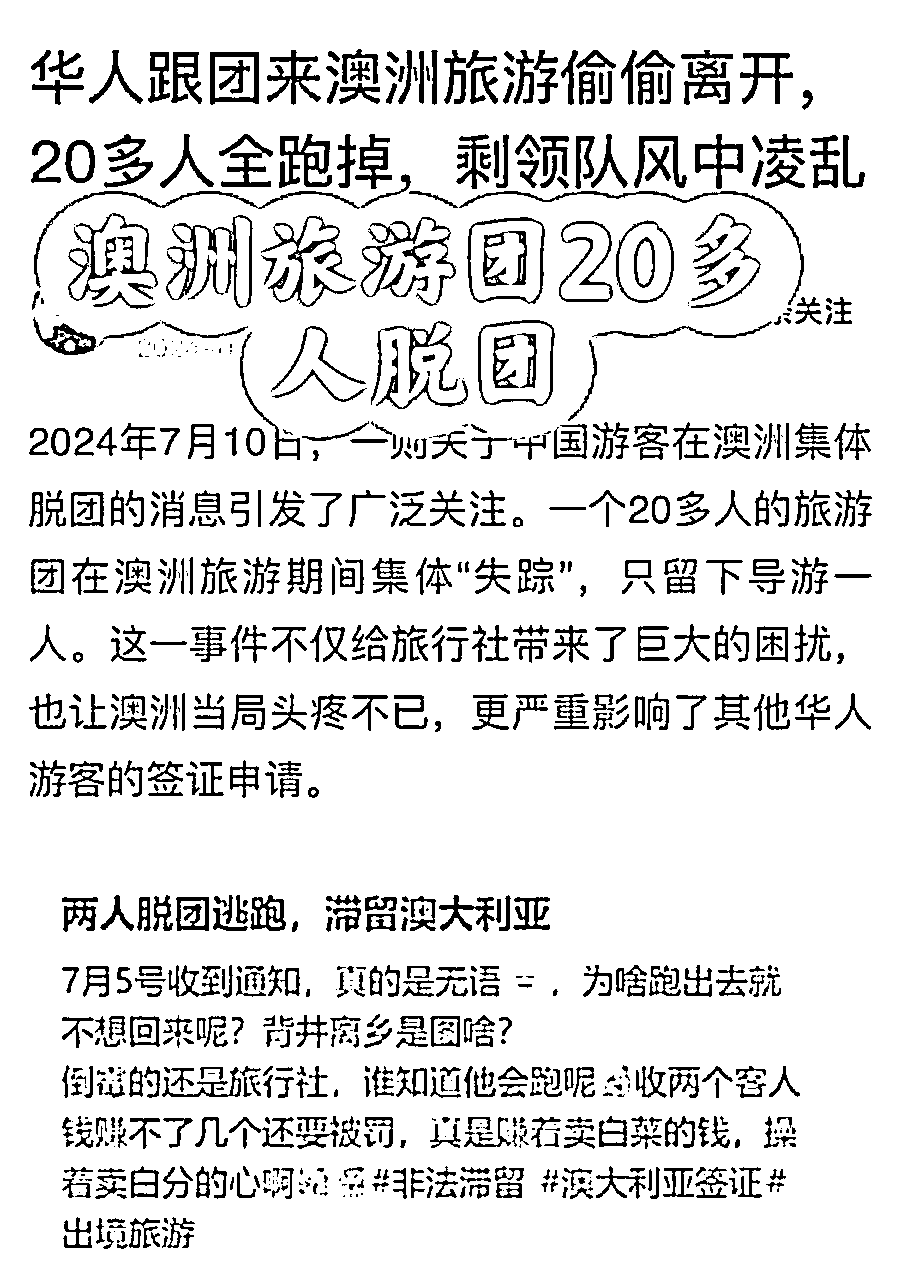 华人跟团来澳洲旅游偷偷离开，
20多人全跑掉，剩领队风中凌乱
澳洲旅游团20多
人脱团
关注
2024年7月10日，一则关于中国游客在澳洲集体
脱团的消息引发了广泛关注。一个20多人的旅游
团在澳洲旅游期间集体“失踪”，只留下导游一
人。这一事件不仅给旅行社带来了巨大的困扰，
也让澳洲当局头疼不已，更严重影响了其他华人
游客的签证申请。
两人脱团逃跑，滞留澳大利亚
7月5号收到通知，真的是无语 = ．为啥跑出去就
不想回来呢？背井离乡是图啥？
倒霉的还是旅行社，谁知道他会跑呢 收两个客人
钱赚不了几个还要被罚，真是赚着卖白菜的钱，操
着卖白分的心啊 #非法滞留 #澳大利亚签证#
出境旅游